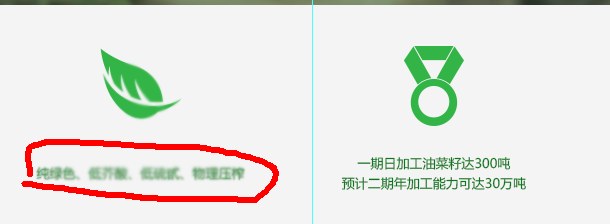 纯绿色、低芥酸、低硫甙、物理压榨
一期日加工油菜籽达300吨
预计二期年加工能力可达30万吨